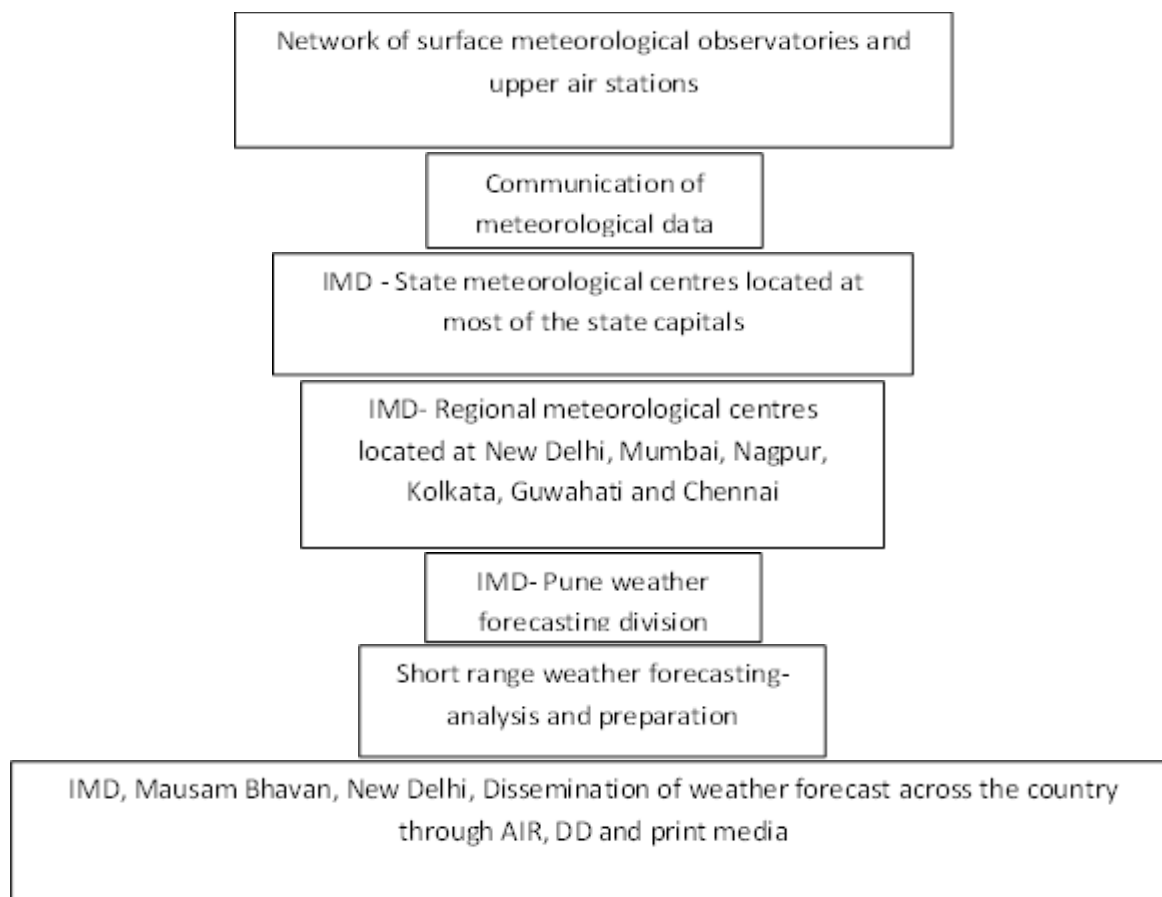 Network of surface meteorological observatories and
upper air stations
Communication of
meteorological data
IMD - State meteorological centres located at
most of the state capitals
IMD- Regional meteorological centres
located at New Delhi, Mumbai, Nagpur,
Kolkata, Guwahati and Chennai
IMD- Pune weather
forecasting division
Short range weather forecasting-
analysis and preparation
IMD, Mausam Bhavan, New Delhi, Dissemination of weather forecast across the country
through AIR, DD and print media